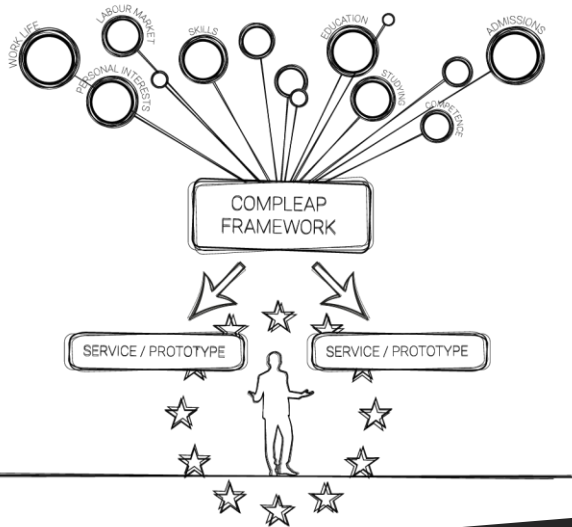 WORK LIFE
LABOUR MARKET
PERSONAL INTERESTS
SKILLS
EDUCATION
STUDYING
COMPETENCE
ADMISSIONS
COMPLEAP
FRAMEWORK
SERVICE / PROTOTYPE
SERVICE / PROTOTYPE